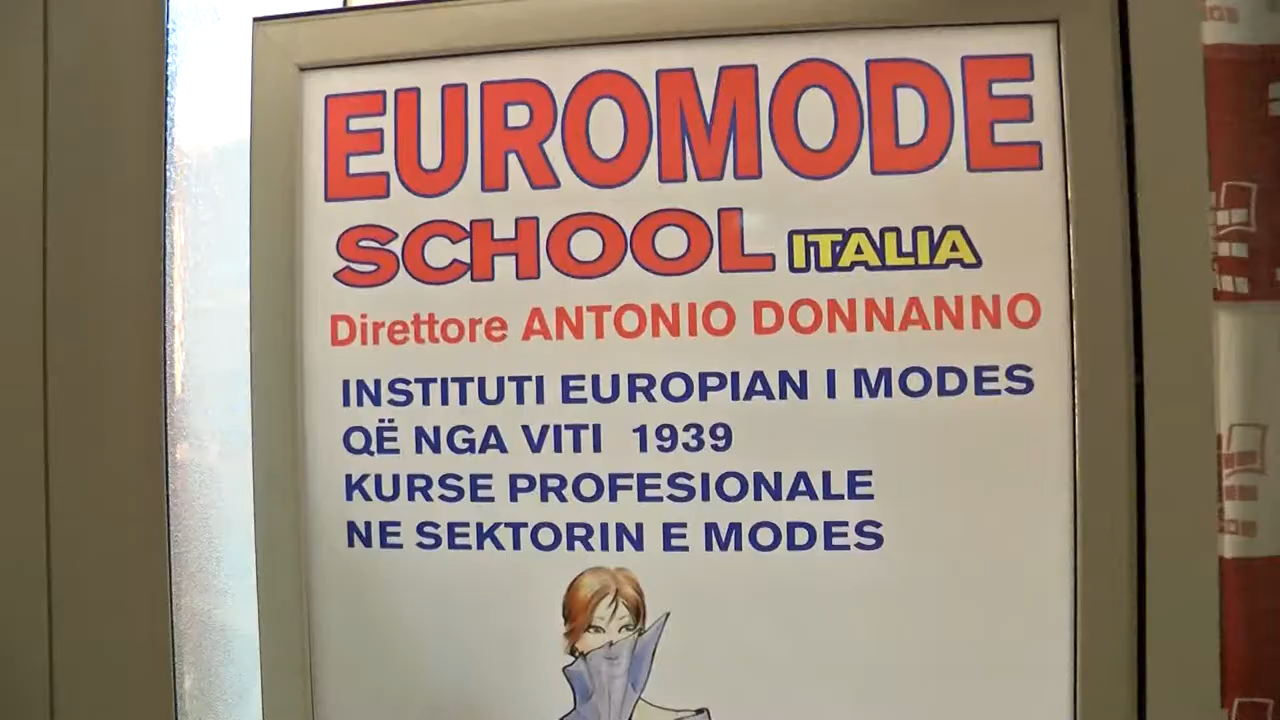 EUROMODE
SCHOOL ITALIA
Direttore ANTONIO DONNANNO
INSTITUTI EUROPIAN I MODES
QË NGA VITI 1939
KURSE PROFESIONALE
NE SEKTORIN E MODES